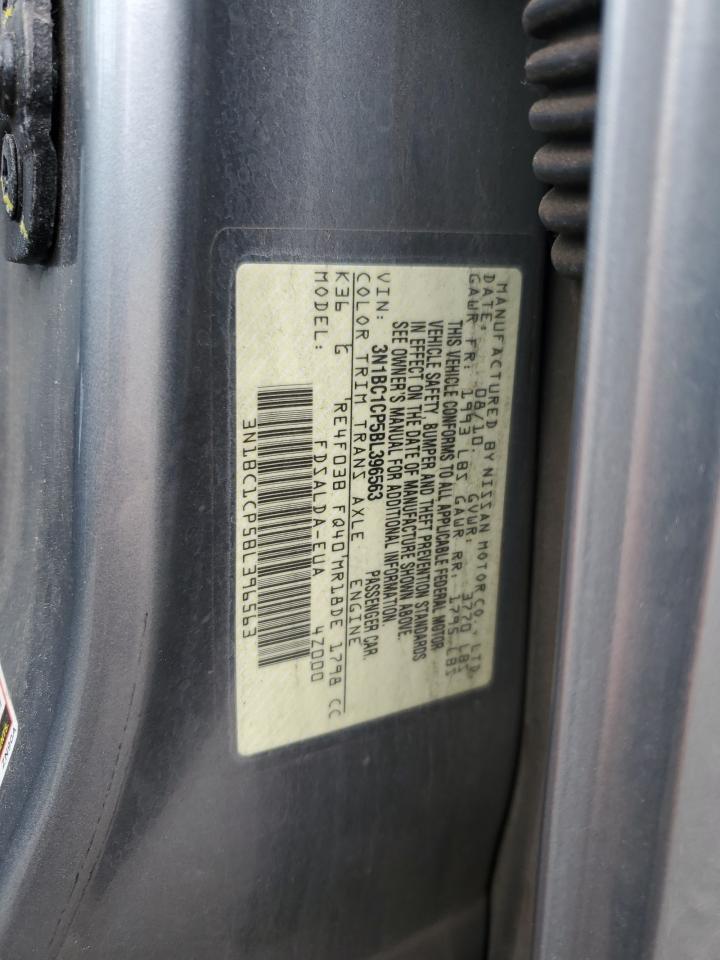 MANUFACTURED BY NISSAN MOTOR CO., LTD.
DATE: 08/10. GVWR: 3770 LBS
GAWR FR: 1993 LBS, GAWR RR: 1795 LBS
THIS VEHICLE CONFORMS TO ALL APPLICABLE FEDERAL MOTOR
VEHICLE SAFETY, BUMPER AND THEFT PREVENTION STANDARDS
IN EFFECT ON THE DATE OF MANUFACTURE SHOWN ABOVE.
SEE OWNER'S MANUAL FOR ADDITIONAL INFORMATION
VIN: 3N1BC1CP5BL396563 PASSENGER CAR.
COLOR TRIM TRANS AXLE ENGINE
K36 G RE4F03B FQ40 MR18DE 1798 CC
MODEL: FDSALDA-EUA 4Z000
3N1BC1CP5BL396563